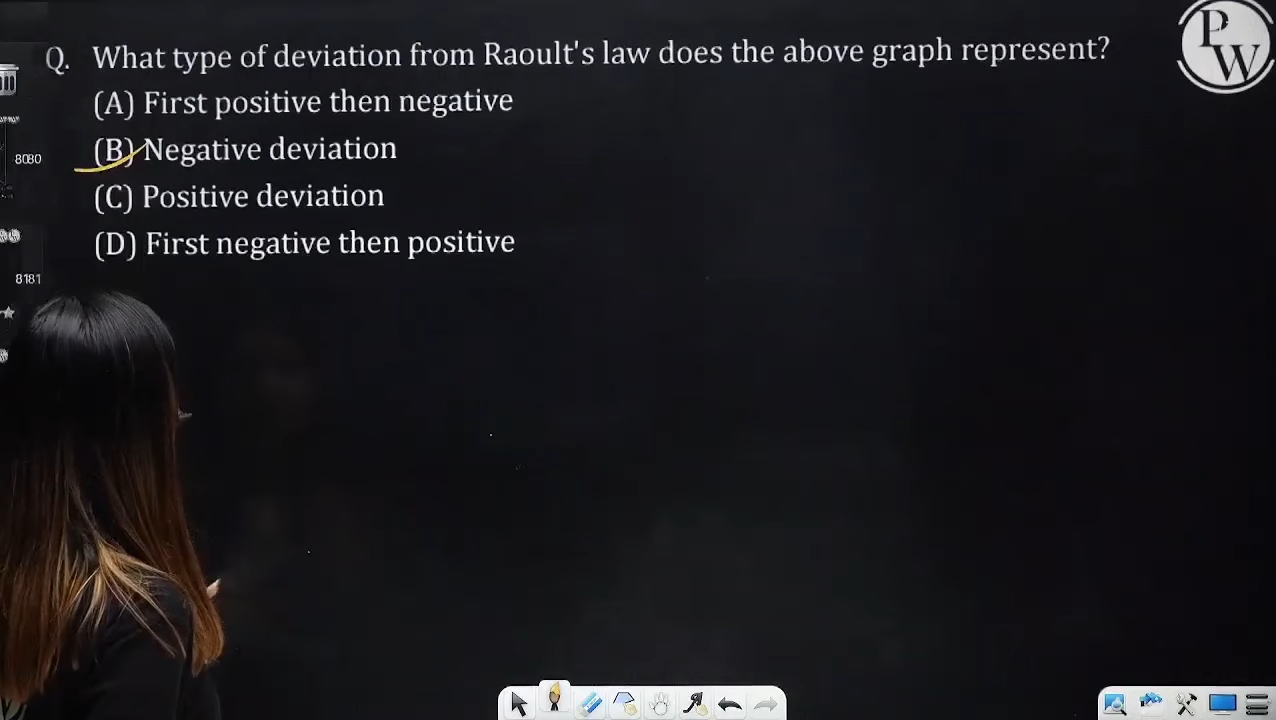 Q. What type of deviation from Raoult's law does the above graph represent?
(A) First positive then negative
(B) Negative deviation
(C) Positive deviation
(D) First negative then positive
PW
8080
8181